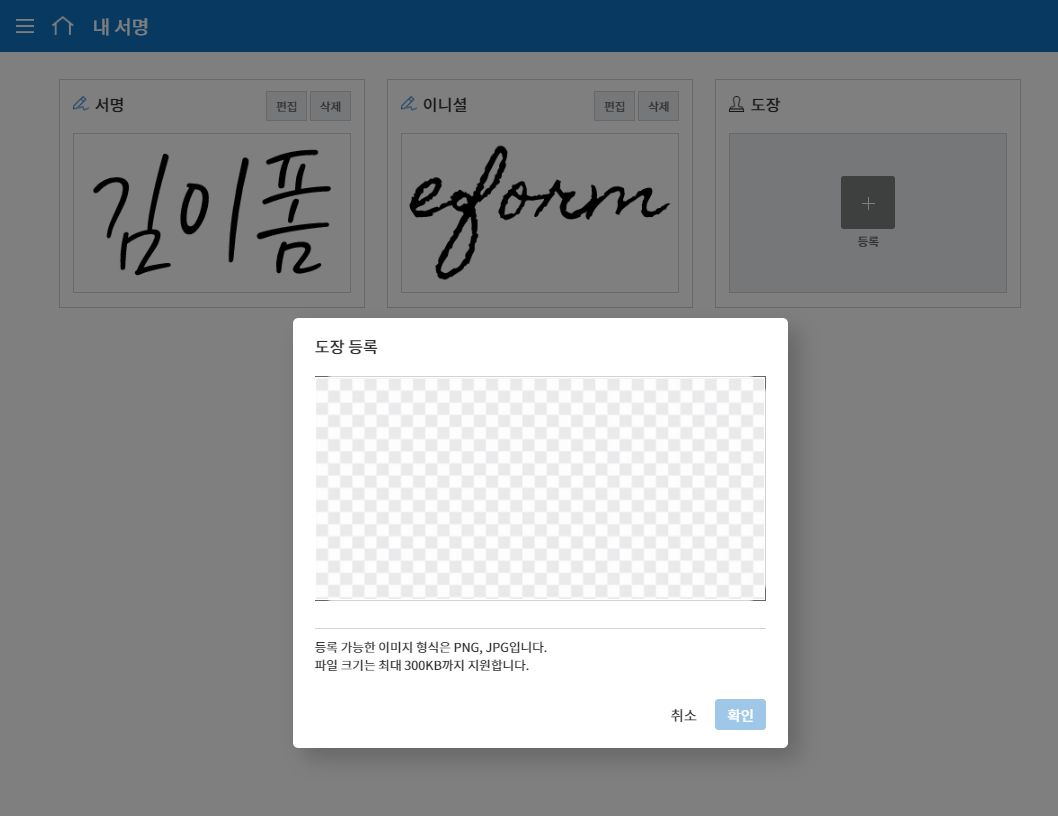 내 서명
서명
편집
삭제
이니셜
편집
삭제
도장
김이폼
eform
등록
도장 등록
등록 가능한 이미지 형식은 PNG, JPG입니다.
파일 크기는 최대 300KB까지 지원합니다.
취소
확인